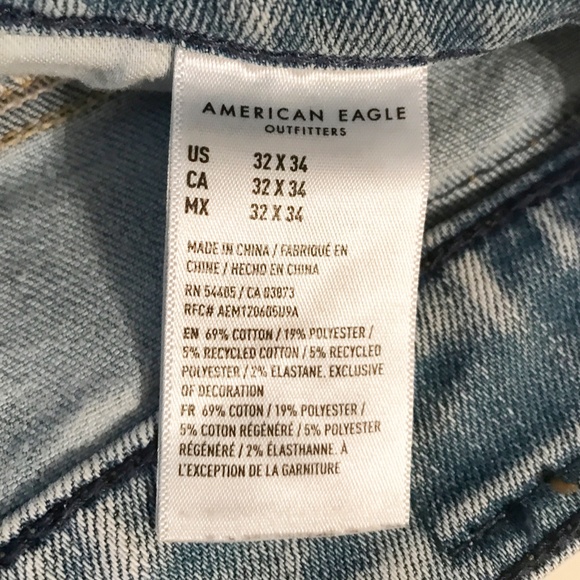 AMERICAN EAGLE
OUTFITTERS
US 32 X 34
CA 32 X 34
MX 32 X 34
MADE IN CHINA / FABRIQUÉ EN
CHINE / HECHO EN CHINA
RN 54485 / CA 03873
RFC# AEM120605U9A
EN 69% COTTON / 19% POLYESTER /
5% RECYCLED COTTON / 5% RECYCLED
POLYESTER / 2% ELASTANE. EXCLUSIVE
OF DECORATION
FR 69% COTON / 19% POLYESTER /
5% COTON RÉGÉNÉRÉ / 5% POLYESTER
RÉGÉNÉRÉ / 2% ÉLASTHANNE. À
L'EXCEPTION DE LA GARNITURE